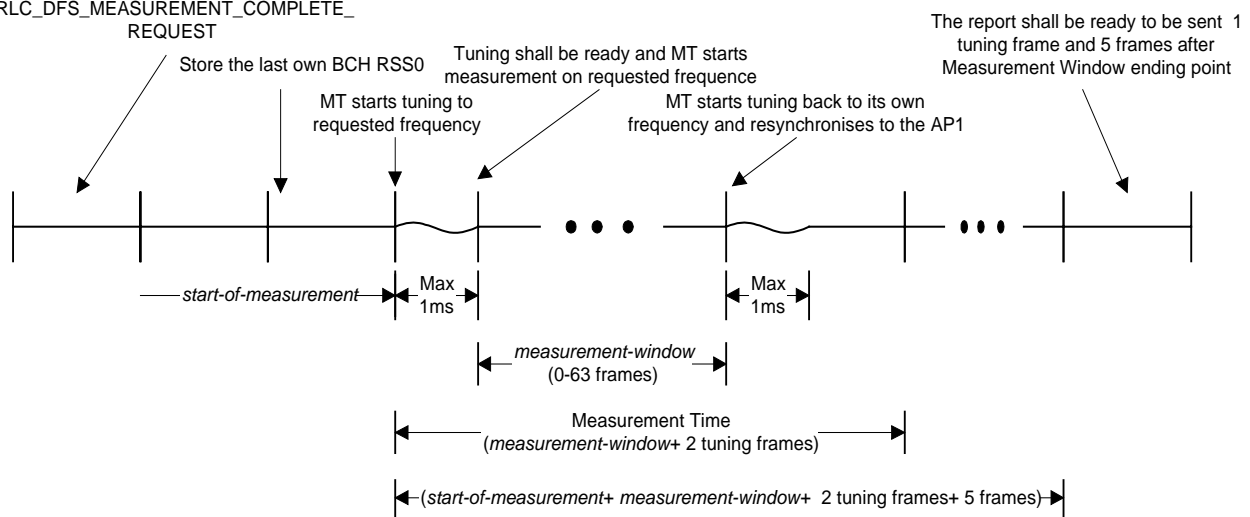 RLC_DFS_MEASUREMENT_COMPLETE_
REQUEST
Store the last own BCH RSS0
MT starts tuning to
requested frequency
Tuning shall be ready and MT starts
measurement on requested frequence
MT starts tuning back to its own
frequency and resynchronises to the AP1
The report shall be ready to be sent 1
tuning frame and 5 frames after
Measurement Window ending point
start-of-measurement
Max
1ms
Max
1ms
measurement-window
(0-63 frames)
Measurement Time
(measurement-window+ 2 tuning frames)
(start-of-measurement+ measurement-window+ 2 tuning frames+ 5 frames)